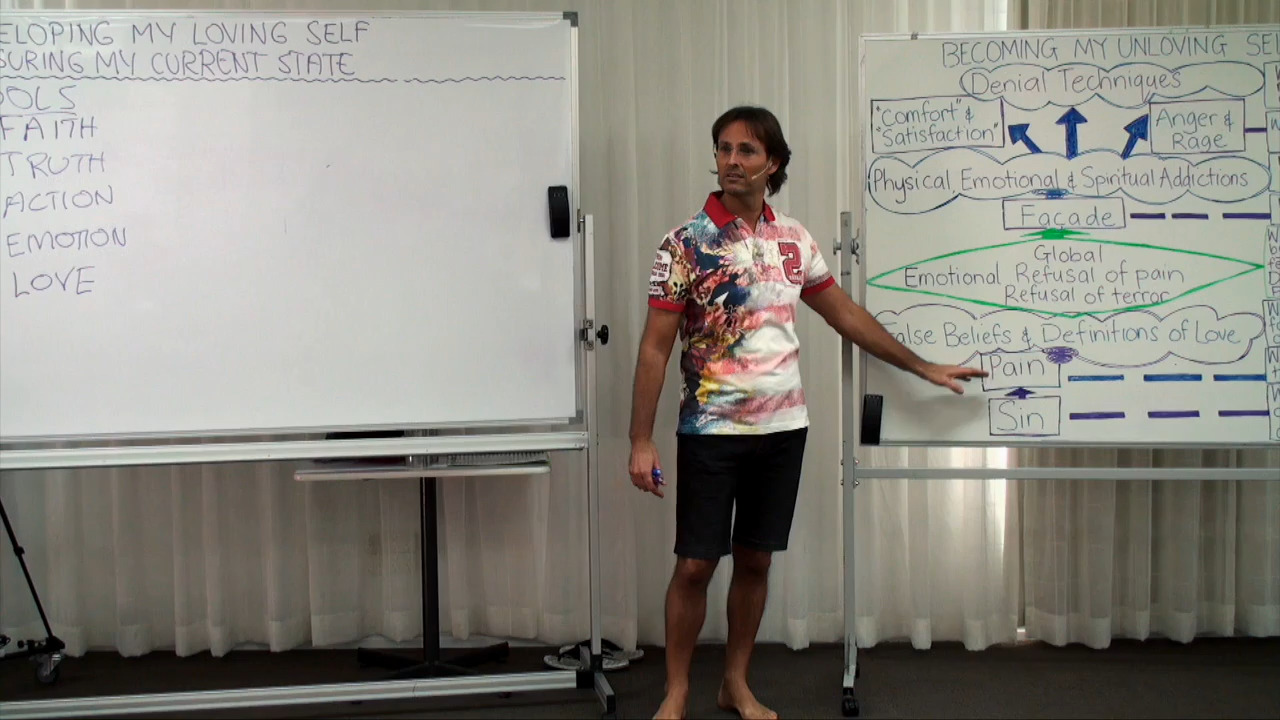 ELOPING MY LOVING SELF
SURING MY CURRENT STATE
OOLS
FAITH
TRUTH
ACTION
EMOTION
LOVE
BECOMING MY UNLOVING SEL
Denial Techniques
"Comfort" &
"Satisfaction"
Anger &
Rage
Physical, Emotional & Spiritual Addictions
Façade
Global
Emotional Refusal of pain
Refusal of terror
False Beliefs & Definitions of Love
Pain
Sin
2